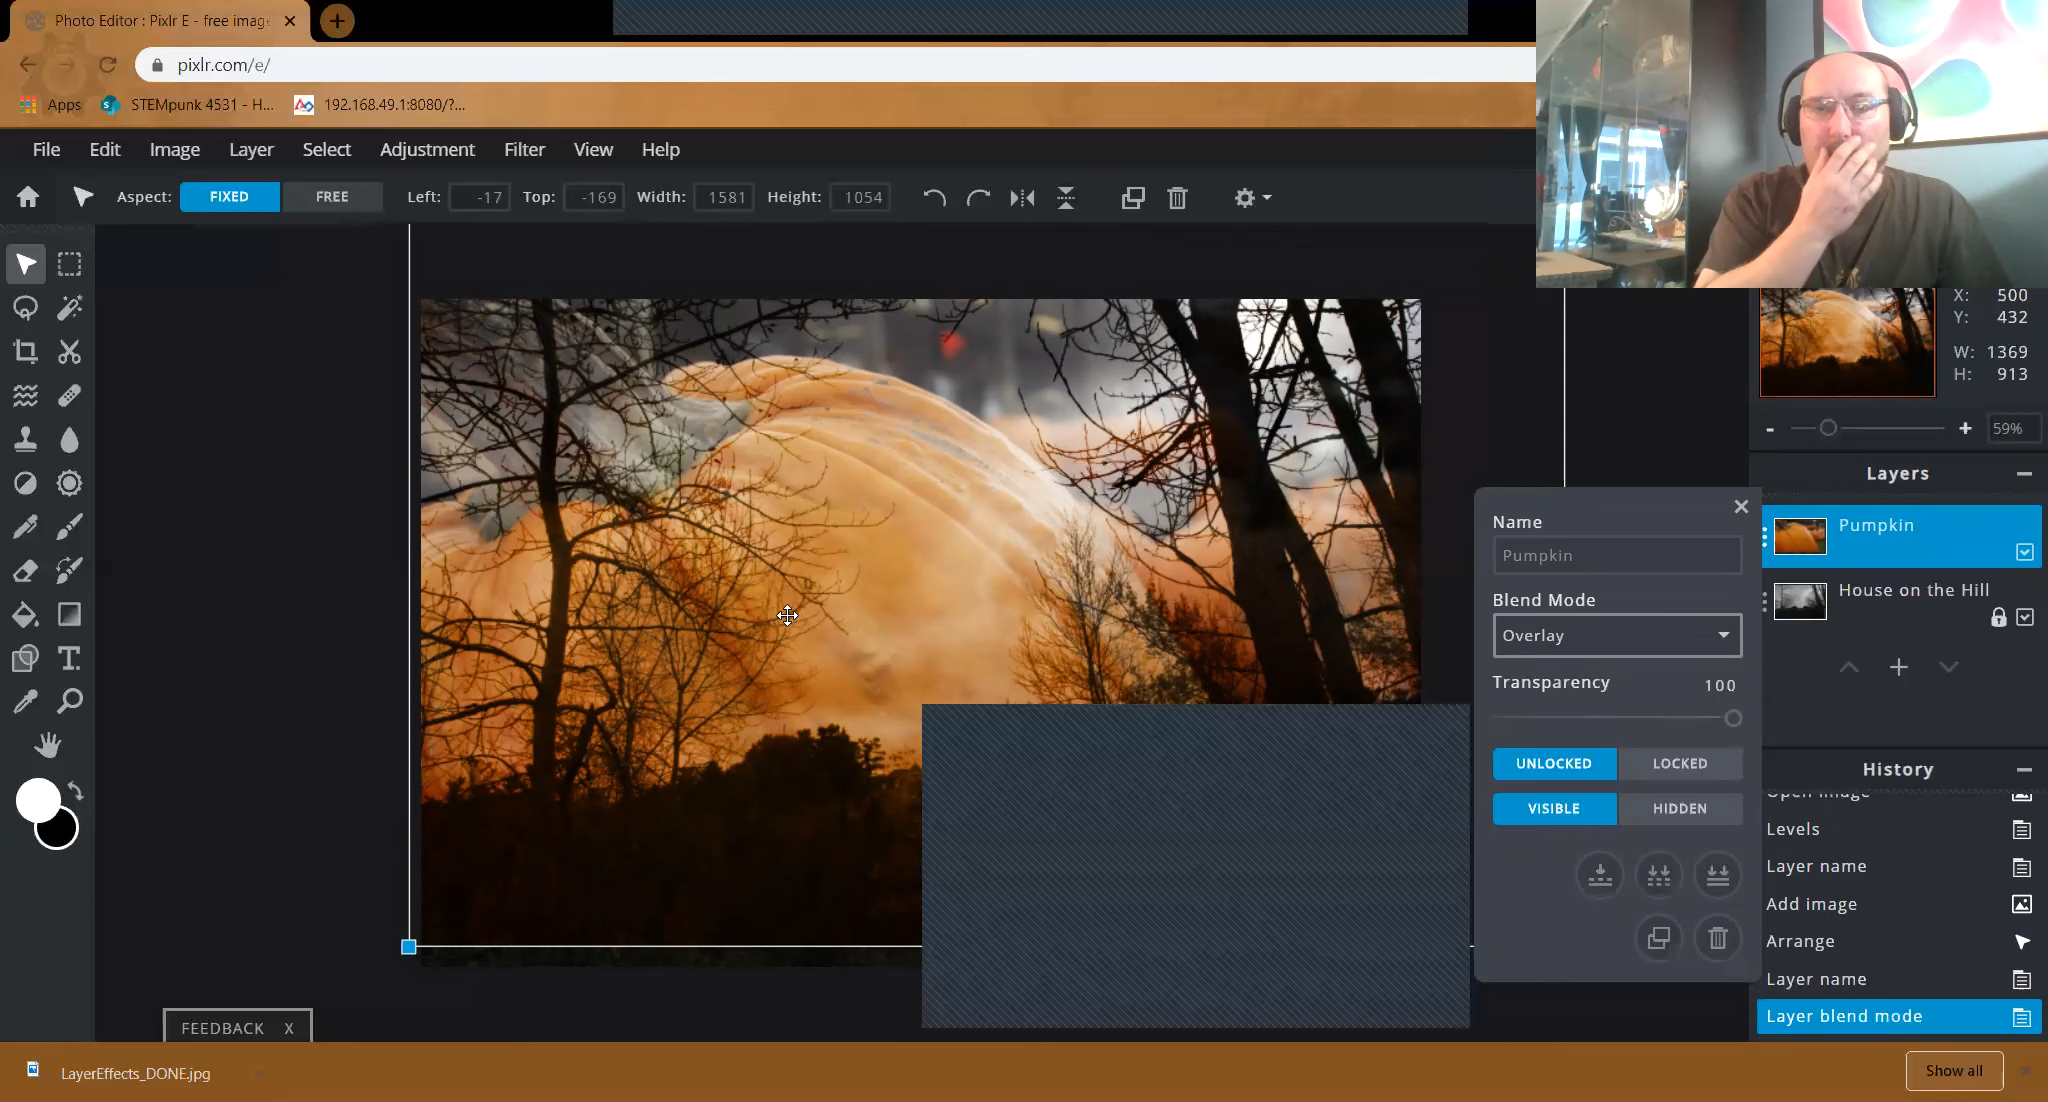 Photo Editor : Pixlr E - free imag
pixlr.com/e/
Apps STEMpunk 4531 - H... 192.168.49.1:8080/?...
File Edit Image Layer Select Adjustment Filter View Help
Aspect: FIXED FREE Left: -17 Top: -169 Width: 1581 Height: 1054
X: 500
Y: 432
W: 1369
H: 913
- + 59%
Layers
Pumpkin
House on the Hill
Name
Pumpkin
Blend Mode
Overlay
Transparency 100
UNLOCKED LOCKED
VISIBLE HIDDEN
History
Open image
Levels
Layer name
Add image
Arrange
Layer name
Layer blend mode
FEEDBACK X
LayerEffects_DONE.jpg
Show all